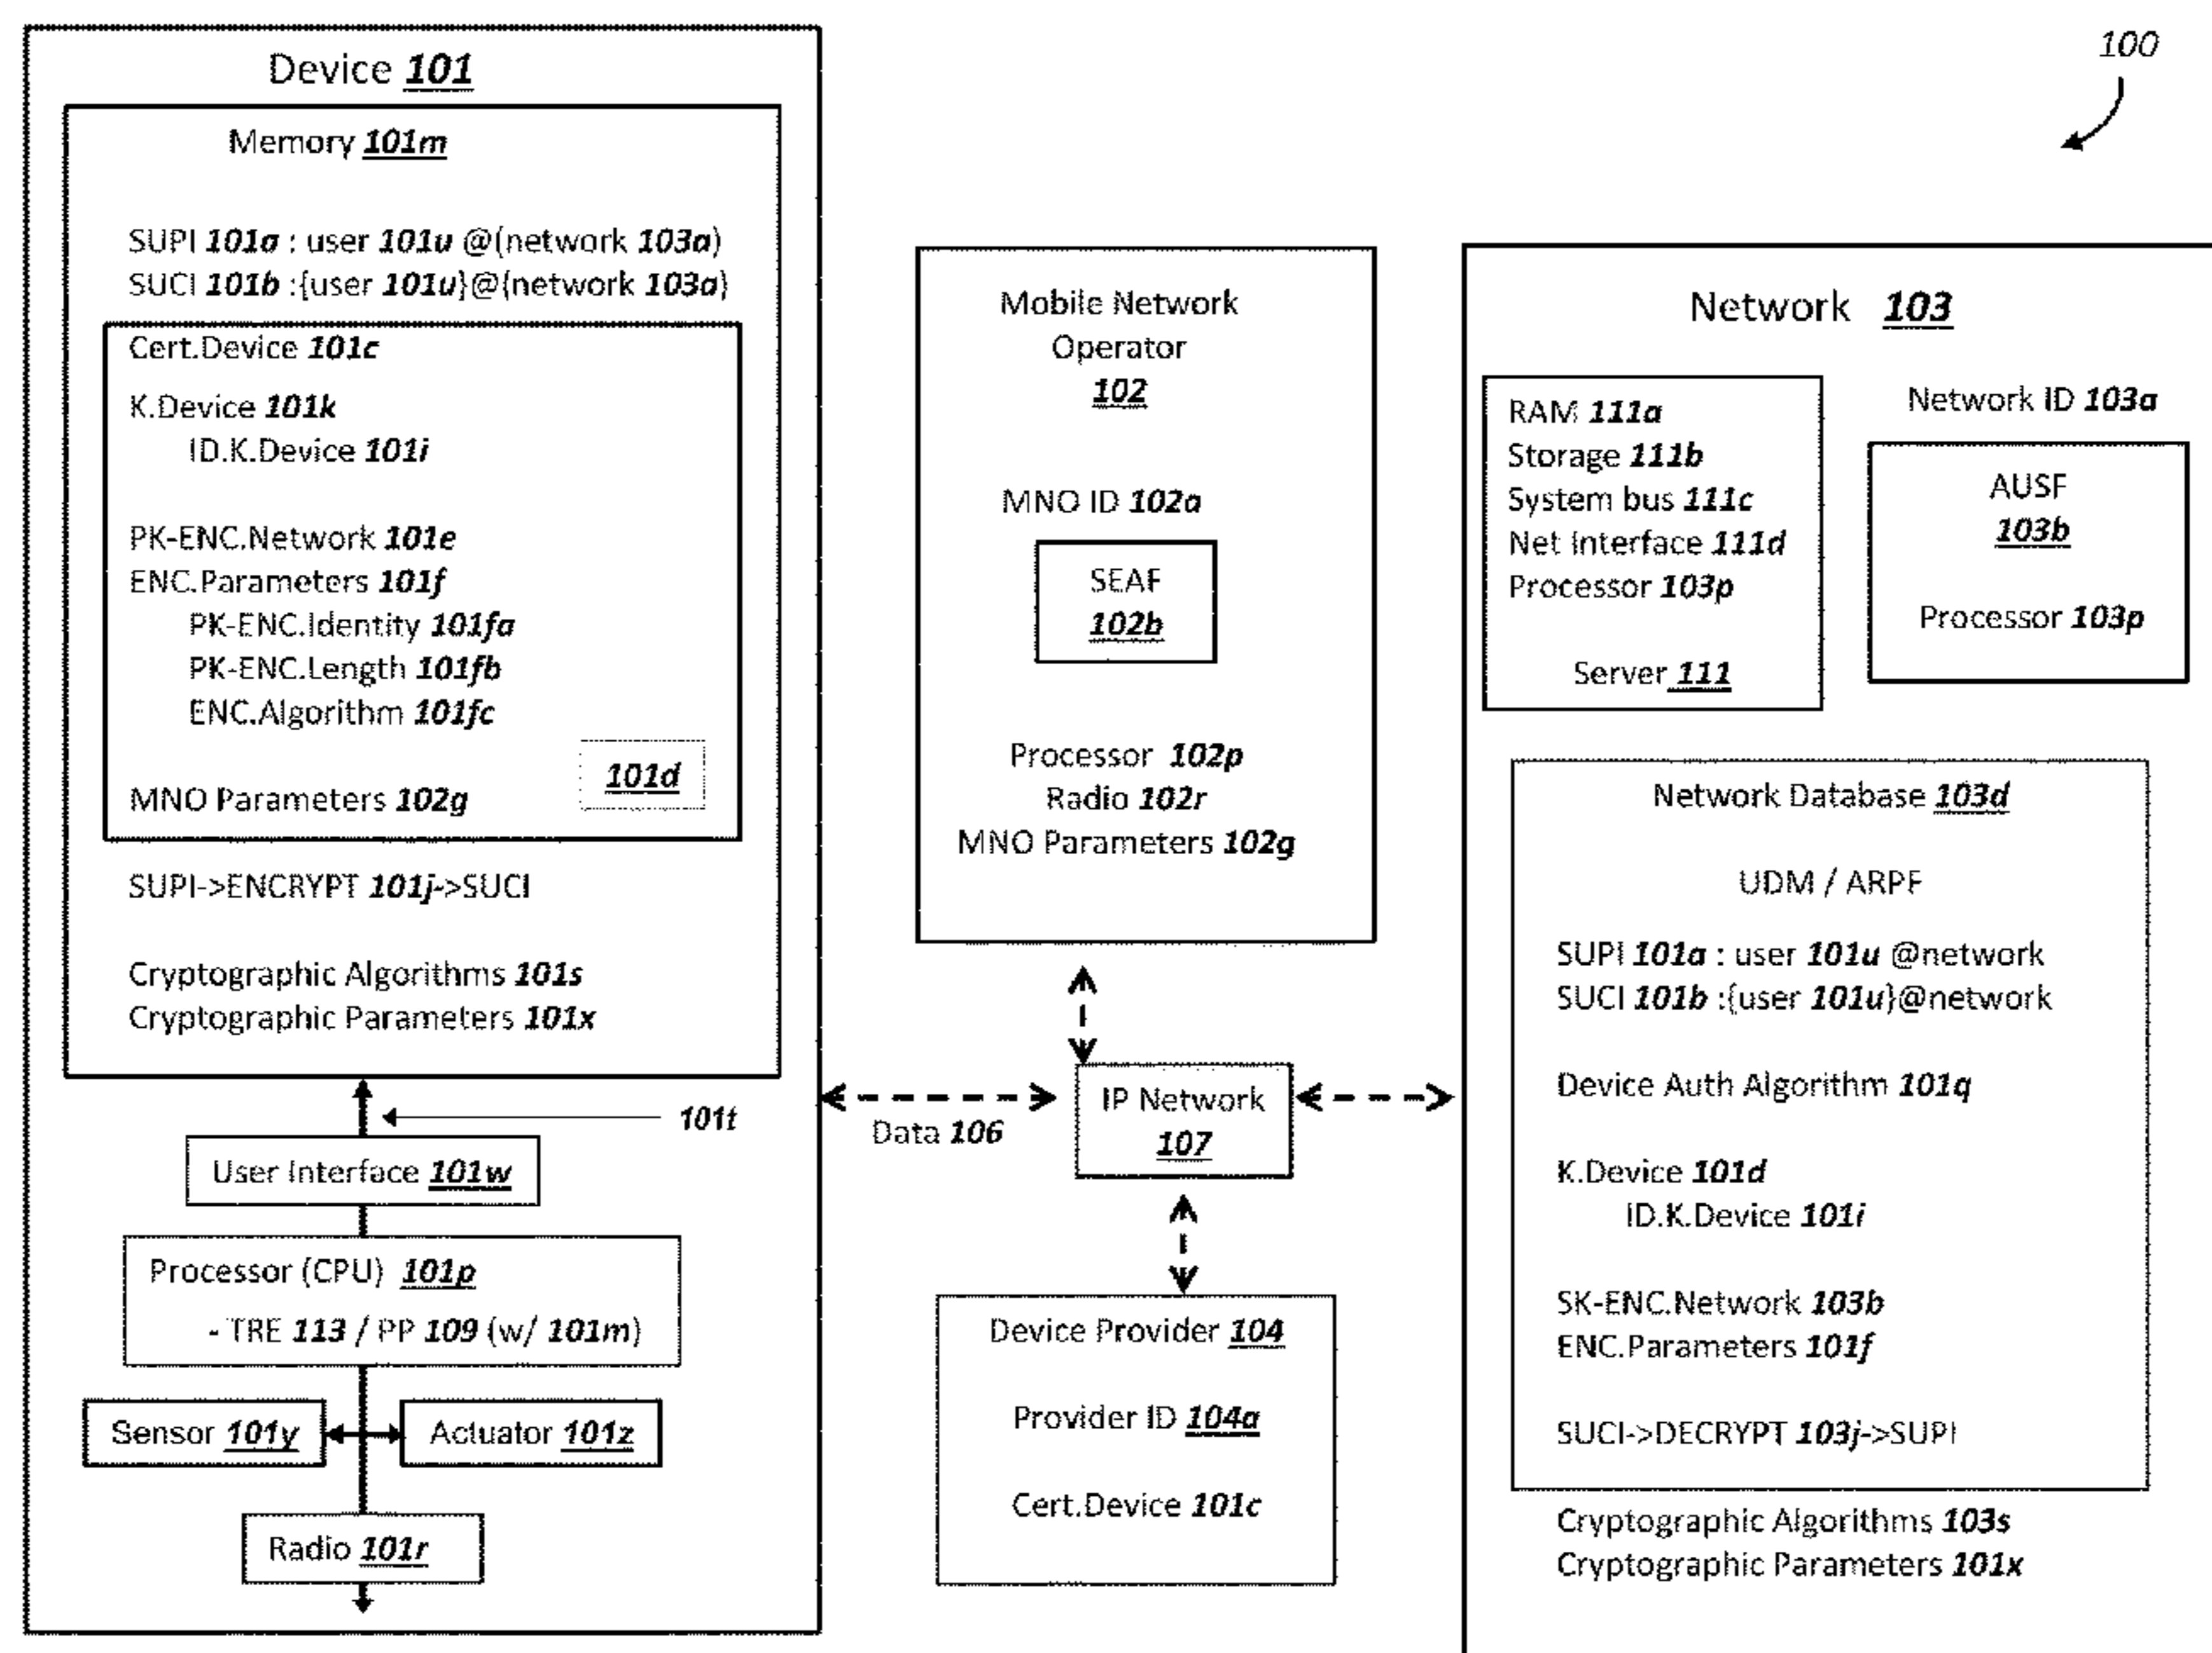 100
Device 101
Memory 101m
SUPI 101a : user 101u @(network 103a)
SUCI 101b :{user 101u}@(network 103a)
Cert.Device 101c
K.Device 101k
ID.K.Device 101i
PK-ENC.Network 101e
ENC.Parameters 101f
PK-ENC.Identity 101fa
PK-ENC.Length 101fb
ENC.Algorithm 101fc
101d
MNO Parameters 102g
SUPI->ENCRYPT 101j->SUCI
Cryptographic Algorithms 101s
Cryptographic Parameters 101x
101t
User Interface 101w
Processor (CPU) 101p
- TRE 113 / PP 109 (w/ 101m)
Sensor 101y
Actuator 101z
Radio 101r
Mobile Network
Operator
102
MNO ID 102a
SEAF
102b
Processor 102p
Radio 102r
MNO Parameters 102g
Data 106
IP Network
107
Device Provider 104
Provider ID 104a
Cert.Device 101c
Network 103
RAM 111a
Storage 111b
System bus 111c
Net Interface 111d
Processor 103p
Server 111
Network ID 103a
AUSF
103b
Processor 103p
Network Database 103d
UDM / ARPF
SUPI 101a : user 101u @network
SUCI 101b :{user 101u}@network
Device Auth Algorithm 101q
K.Device 101d
ID.K.Device 101i
SK-ENC.Network 103b
ENC.Parameters 101f
SUCI->DECRYPT 103j->SUPI
Cryptographic Algorithms 103s
Cryptographic Parameters 101x